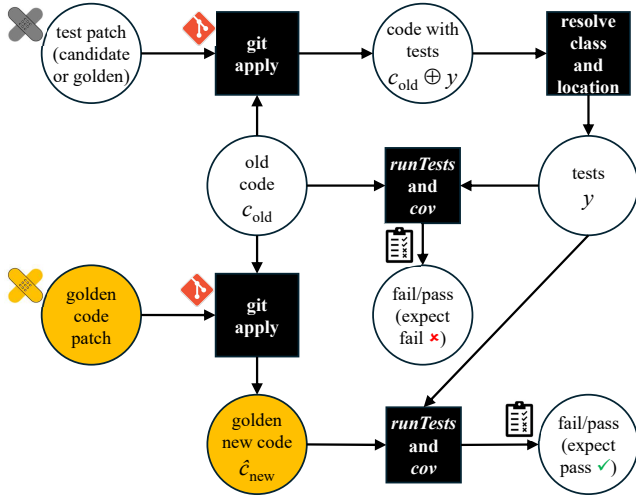 test patch
(candidate
or golden)
git
apply
code with
tests
c_old ⊕ y
resolve
class
and
location
old
code
c_old
runTests
and
cov
tests
y
golden
code
patch
git
apply
fail/pass
(expect
fail ✘)
golden
new code
ĉ_new
runTests
and
cov
fail/pass
(expect
pass ✓)